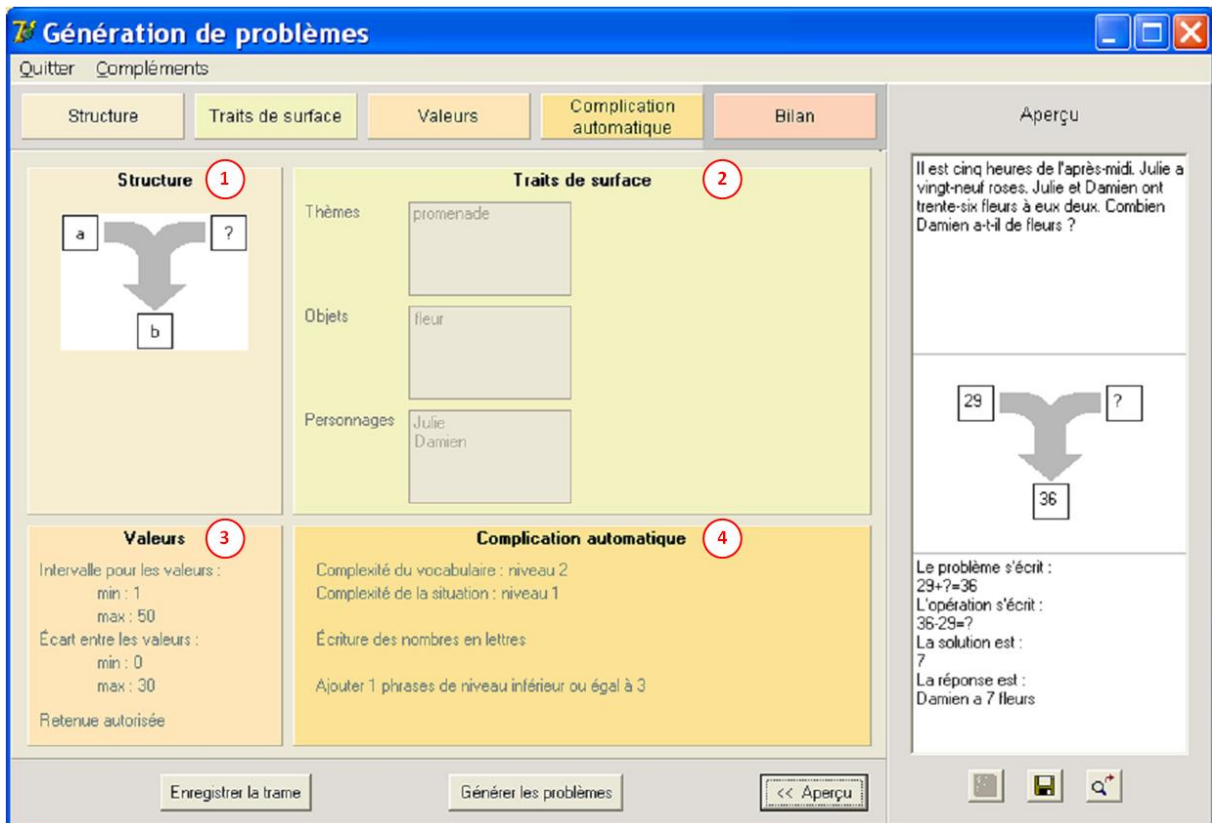 Génération de problèmes
Quitter Compléments
Structure
Traits de surface
Valeurs
Complication
automatique
Bilan
Structure 1
a ?
b
Traits de surface 2
Thèmes
promenade
Objets
fleur
Personnages
Julie
Damien
Valeurs 3
Intervalle pour les valeurs :
min : 1
max : 50
Écart entre les valeurs :
min : 0
max : 30
Retenue autorisée
Complication automatique 4
Complexité du vocabulaire : niveau 2
Complexité de la situation : niveau 1
Écriture des nombres en lettres
Ajouter 1 phrases de niveau inférieur ou égal à 3
Enregistrer la trame
Générer les problèmes
<< Aperçu
Aperçu
Il est cinq heures de l'après-midi. Julie a
vingt-neuf roses. Julie et Damien ont
trente-six fleurs à eux deux. Combien
Damien a-t-il de fleurs ?
29 ?
36
Le problème s'écrit :
29+?=36
L'opération s'écrit :
36-29=?
La solution est :
7
La réponse est :
Damien a 7 fleurs